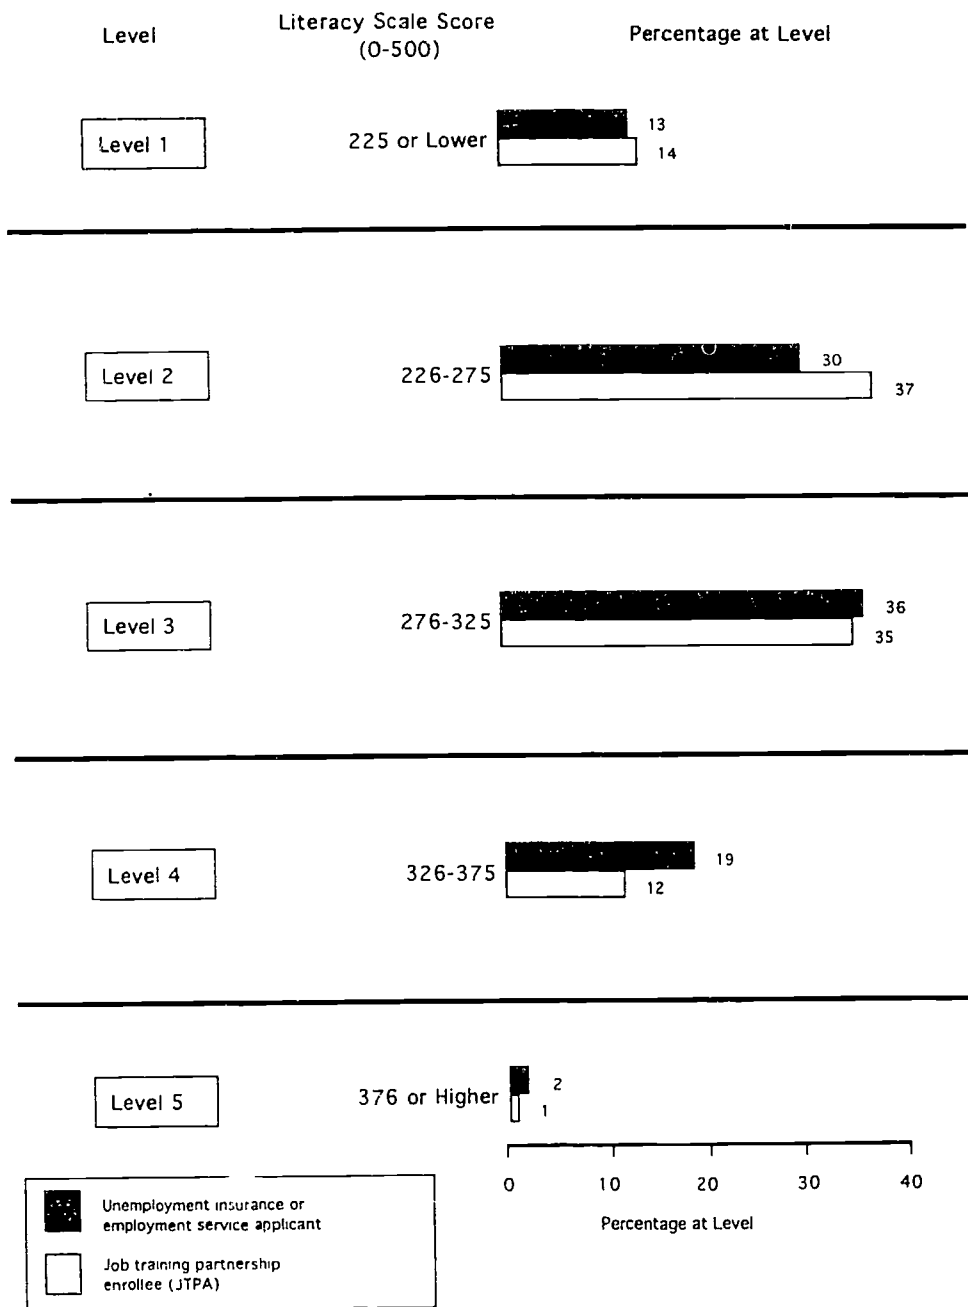 Level
Literacy Scale Score
(0-500)
Percentage at Level
Level 1
225 or Lower
13
14
Level 2
226-275
30
37
Level 3
276-325
36
35
Level 4
326-375
19
12
Level 5
376 or Higher
2
1
0 10 20 30 40
Percentage at Level
Unemployment insurance or
employment service applicant
Job training partnership
enrollee (JTPA)